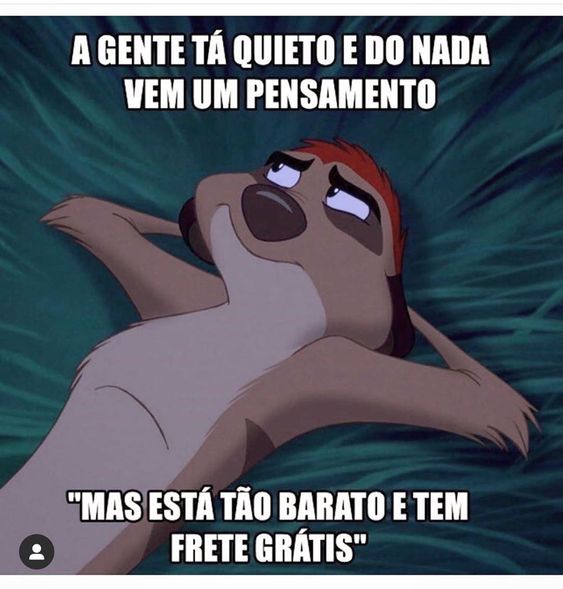 A GENTE TÁ QUIETO E DO NADA
VEM UM PENSAMENTO
"MAS ESTÁ TÃO BARATO E TEM
FRETE GRÁTIS"